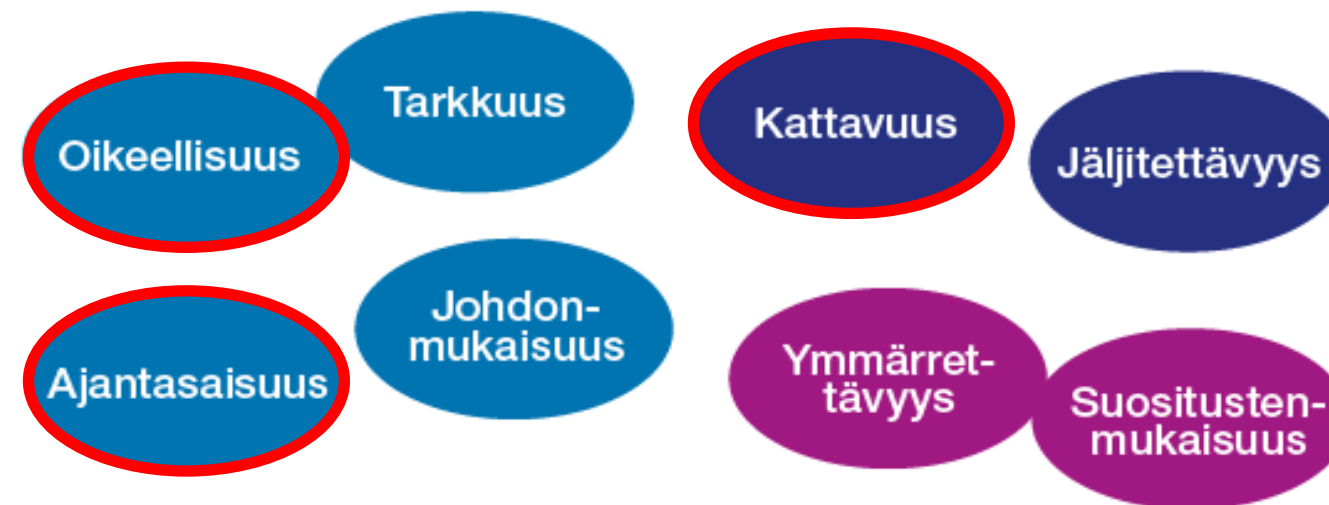 Oikeellisuus
Tarkkuus
Kattavuus
Jäljitettävyys
Ajantasaisuus
Johdon-
mukaisuus
Ymmärret-
tävyys
Suositusten-
mukaisuus